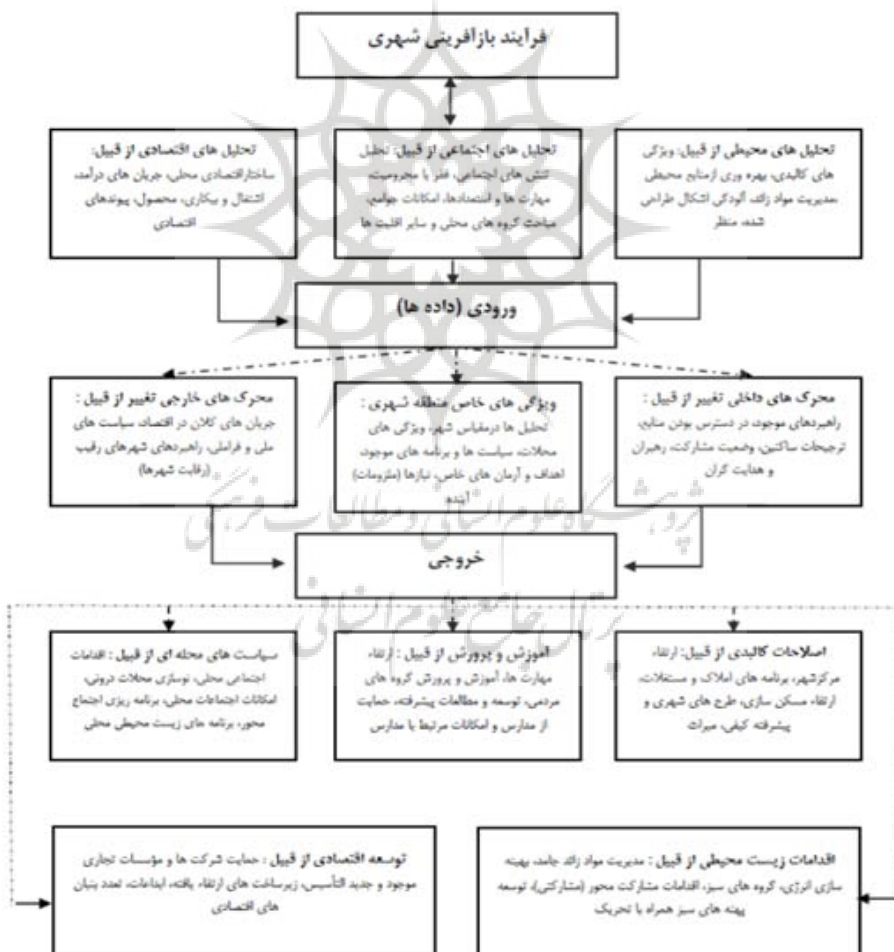 فرآیند بازآفرینی شهری
تحلیل های محیطی از قبیل: ویژگی
های کالبدی، بهره وری ازمنابع محیطی
،مدیریت مواد زائد، آلودگی اشکال طراحی
شده، منظر
تحلیل های اجتماعی از قبیل: تحلیل
تنش های اجتماعی، فقر یا محرومیت،
مهارت ها و استعدادها، امکانات جوامع،
مباحث گروه های محلی و سایر اقلیت ها
تحلیل های اقتصادی از قبیل:
ساختاراقتصادی محلی، جریان های درآمد،
اشتغال و بیکاری، محصول، پیوندهای
اقتصادی
ورودی (داده ها)
محرک های داخلی تغییر از قبیل :
راهبردهای موجود، در دسترس بودن منابع،
ترجیحات ساکنین، وضعیت مشارکت، رهبران
و هدایت گران
ویژگی های خاص منطقه شهری :
تحلیل ها درمقیاس شهر، ویژگی های
محلات، سیاست ها و برنامه های موجود،
اهداف و آرمان های خاص، نیازها (ملزومات)
آینده
محرک های خارجی تغییر از قبیل :
جریان های کلان در اقتصاد، سیاست های
ملی و فراملی، راهبردهای شهرهای رقیب
(رقابت شهرها)
پژوهشگاه علوم انسانی و مطالعات فرهنگی
خروجی
پرتال جامع علوم انسانی
اصلاحات کالبدی از قبیل: ارتقاء
مرکزشهر، برنامه های املاک و مستغلات،
ارتقاء مسکن سازی، طرح های شهری و
پیشرفته کیفی، میراث
آموزش و پرورش از قبیل : ارتقاء
مهارت ها، آموزش و پرورش گروه های
مردمی، توسعه و مطالعات پیشرفته، حمایت
از مدارس و امکانات مرتبط با مدارس
سیاست های محله ای از قبیل : اقدامات
اجتماعی محلی، نوسازی محلات درونی،
امکانات اجتماعات محلی، برنامه ریزی اجتماع
محور، برنامه های زیست محیطی محلی
اقدامات زیست محیطی از قبیل : مدیریت مواد زائد جامد، بهینه
سازی انرژی، گروه های سبز، اقدامات مشارکت محور (مشارکتی)، توسعه
پهنه های سبز همراه با تحریک
توسعه اقتصادی از قبیل : حمایت شرکت ها و مؤسسات تجاری
موجود و جدید التأسیس، زیرساخت های ارتقاء یافته، ابداعات، تعدد بنیان
های اقتصادی